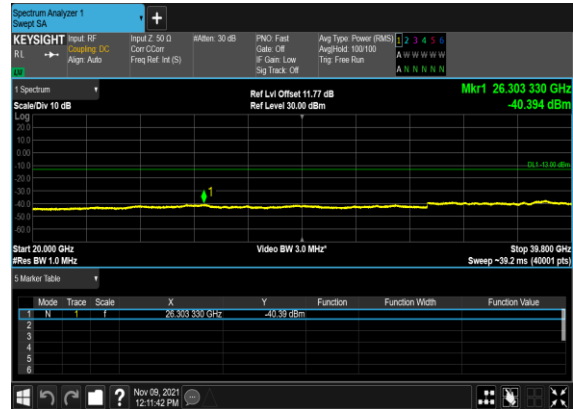 Spectrum Analyzer 1
Swept SA
+
KEYSIGHT Input: RF Input Z: 50 Ω #Atten: 30 dB PNO: Fast Avg Type: Power (RMS) 1 2 3 4 5 6
RL Coupling: DC Corr CCorr Gate: Off Avg|Hold: 100/100 A W W W W W
Align: Auto Freq Ref: Int (S) IF Gain: Low Trig: Free Run
LW Sig Track: Off A N N N N N
1 Spectrum Ref Lvl Offset 11.77 dB Mkr1 26.303 330 GHz
Scale/Div 10 dB Ref Level 30.00 dBm -40.394 dBm
Log
20.0
10.0
0.00
-10.0 DL1 -13.00 dBm
-20.0
-30.0 1
-40.0
-50.0
-60.0
Start 20.000 GHz Video BW 3.0 MHz* Stop 39.800 GHz
#Res BW 1.0 MHz Sweep ~39.2 ms (40001 pts)
5 Marker Table
Mode Trace Scale X Y Function Function Width Function Value
1 N 1 f 26.303 330 GHz -40.39 dBm
2
3
4
5
6
? Nov 09, 2021
12:11:42 PM